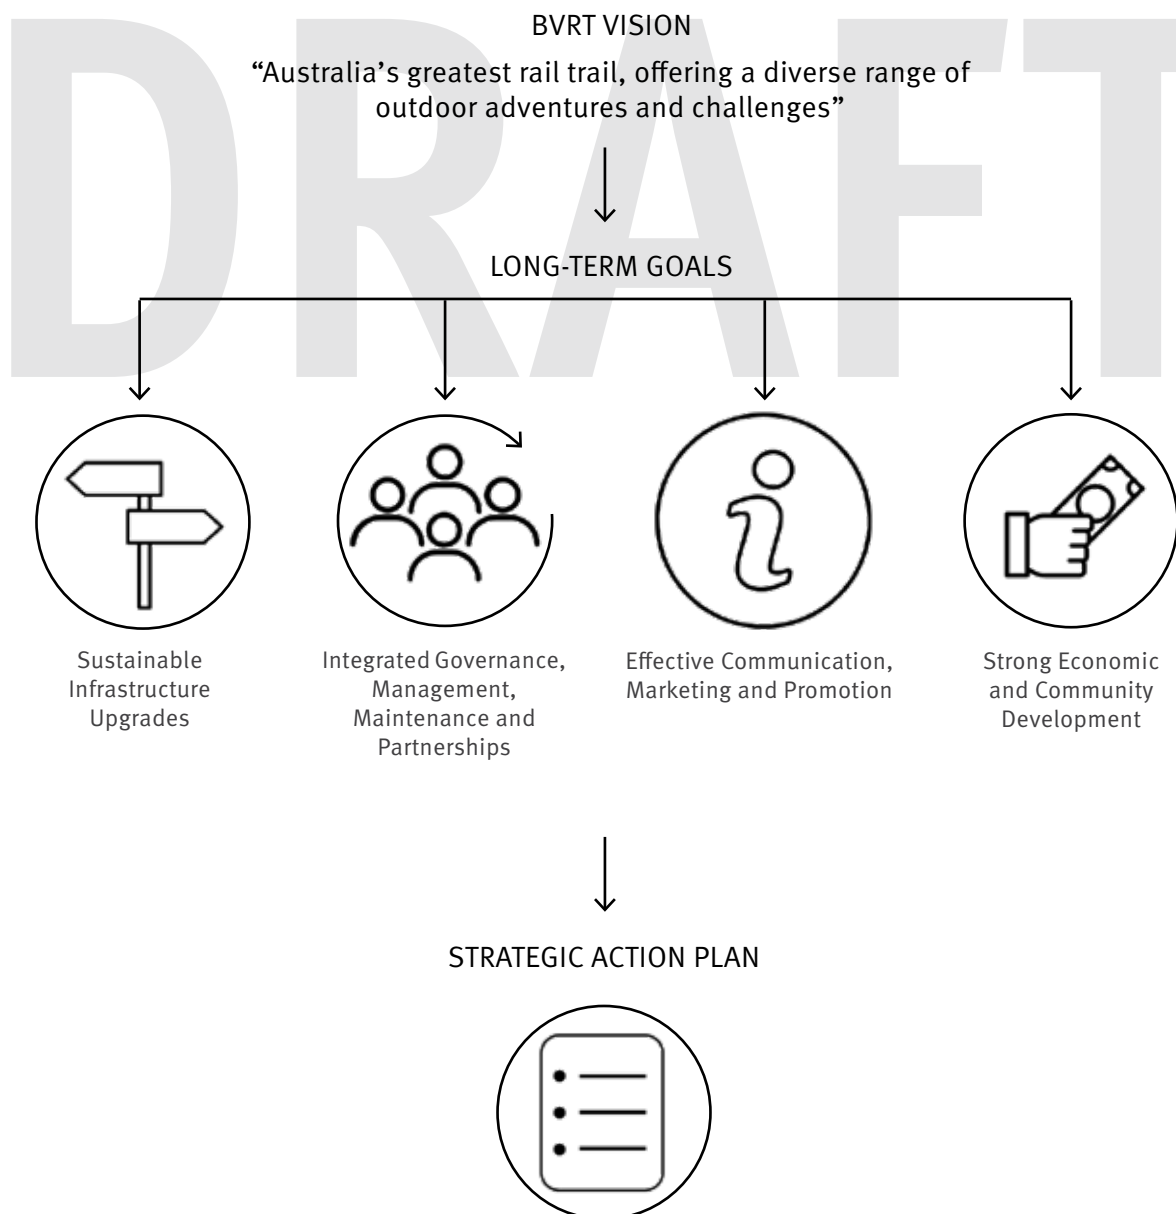 DRAFT
BVRT VISION
“Australia’s greatest rail trail, offering a diverse range of
outdoor adventures and challenges”
LONG-TERM GOALS
Sustainable
Infrastructure
Upgrades
Integrated Governance,
Management,
Maintenance and
Partnerships
Effective Communication,
Marketing and Promotion
Strong Economic
and Community
Development
STRATEGIC ACTION PLAN